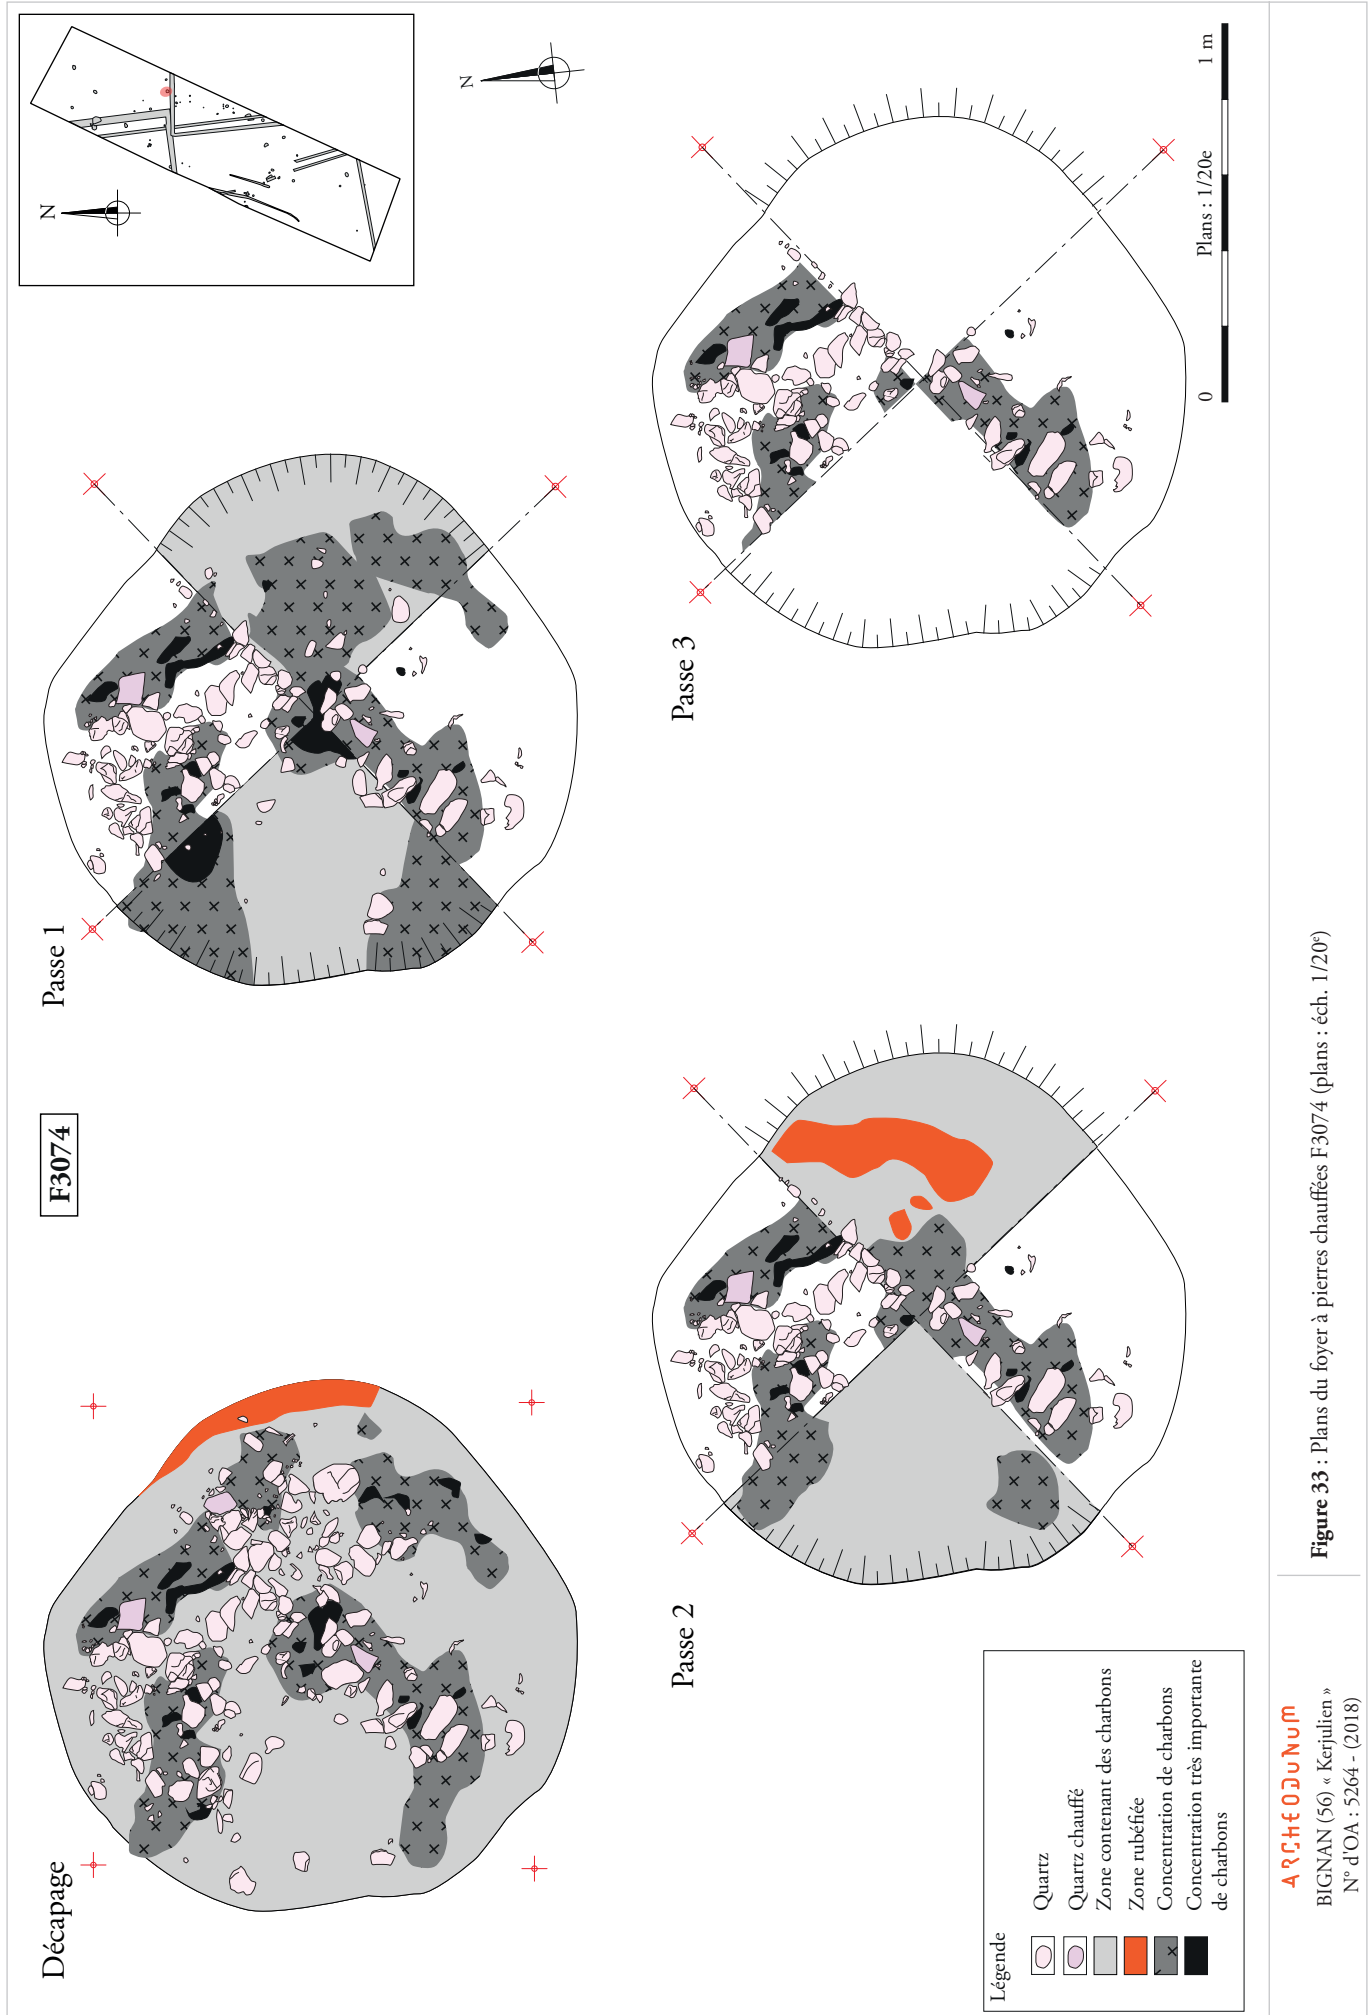 F3074
Décapage
Passe 1
N
N
Passe 2
Passe 3
Légende
Quartz
Quartz chauffé
Zone contenant des charbons
Zone rubéfiée
Concentration de charbons
Concentration très importante
de charbons
0
Plans : 1/20e
1 m
ARCHEODUNUM
BIGNAN (56) « Kerjulien »
N° d'OA : 5264 - (2018)
Figure 33 : Plans du foyer à pierres chauffées F3074 (plans : éch. 1/20e)